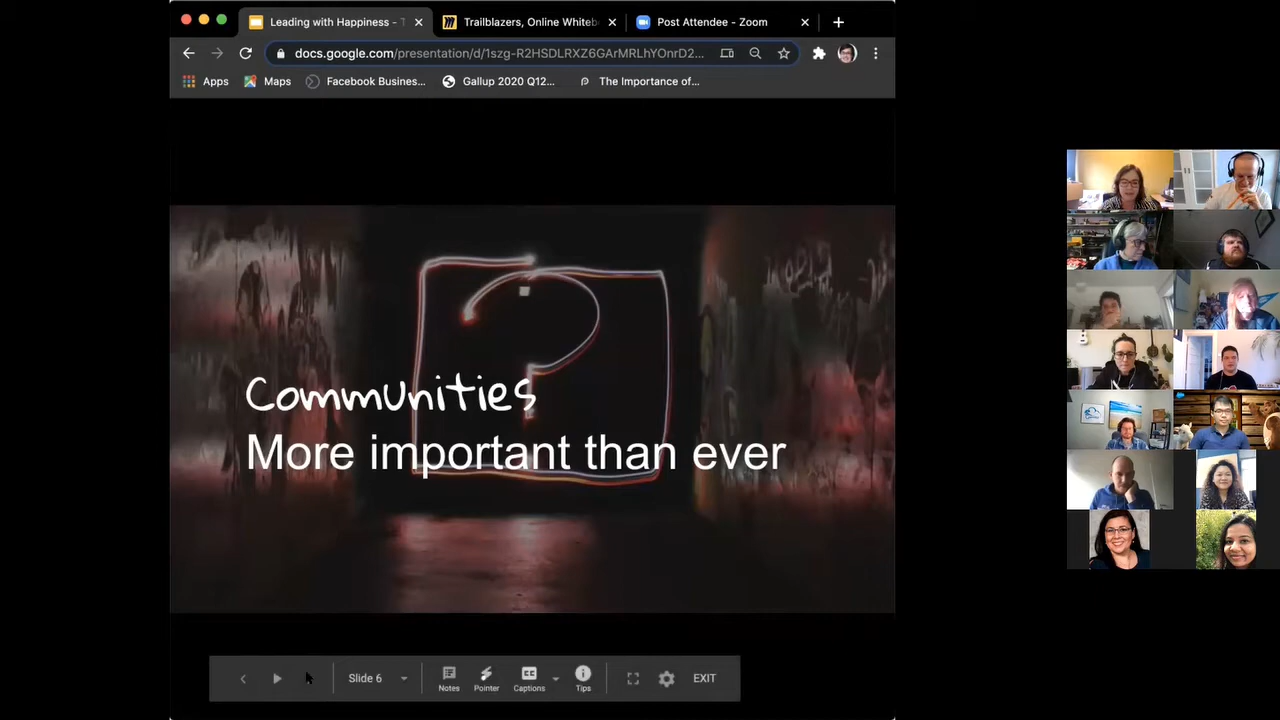 Leading with Happiness - T
Trailblazers, Online Whiteb
Post Attendee - Zoom
docs.google.com/presentation/d/1szg-R2HSDLRXZ6GArMRLhYOnrD2...
Apps
Maps
Facebook Busines...
Gallup 2020 Q12...
The Importance of...
Communities
More important than ever
Slide 6
Notes
Pointer
CC
Captions
Tips
EXIT